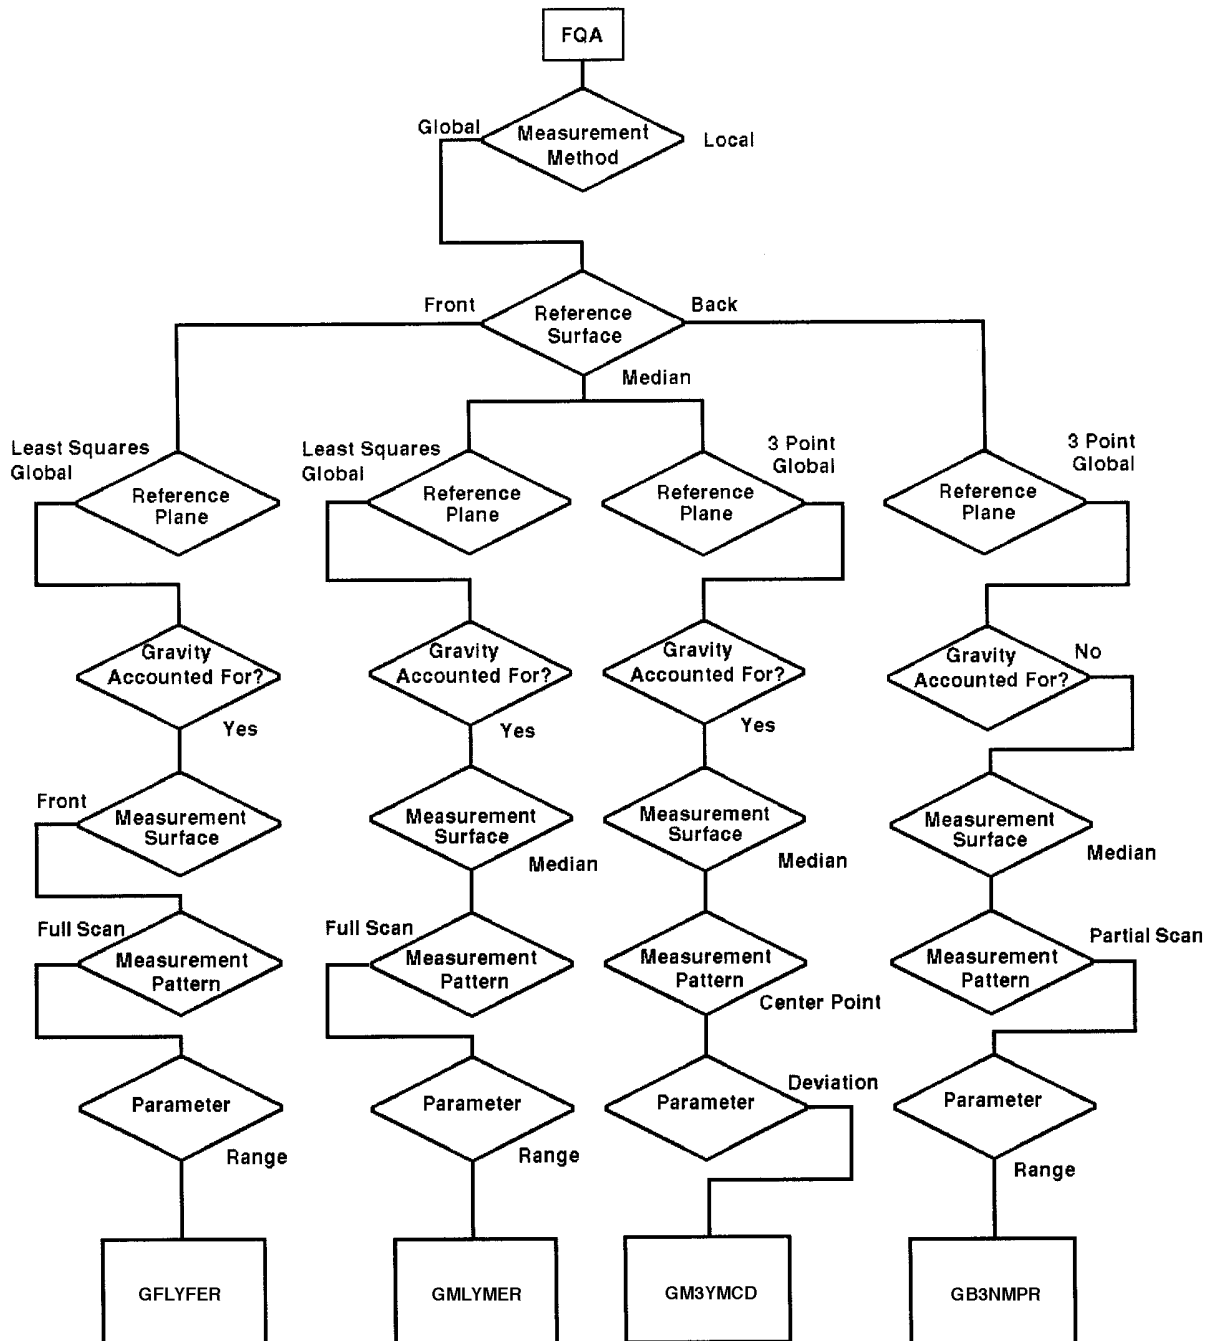 FQA
Global
Measurement
Method
Local
Front
Reference
Surface
Back
Median
Least Squares
Global
Reference
Plane
Least Squares
Global
Reference
Plane
3 Point
Global
Reference
Plane
3 Point
Global
Reference
Plane
Gravity
Accounted For?
Yes
Gravity
Accounted For?
Yes
Gravity
Accounted For?
Yes
Gravity
Accounted For?
No
Front
Measurement
Surface
Measurement
Surface
Median
Measurement
Surface
Median
Measurement
Surface
Median
Full Scan
Measurement
Pattern
Full Scan
Measurement
Pattern
Measurement
Pattern
Center Point
Measurement
Pattern
Partial Scan
Parameter
Range
Parameter
Range
Deviation
Parameter
Parameter
Range
GFLYFER
GMLYMER
GM3YMCD
GB3NMPR